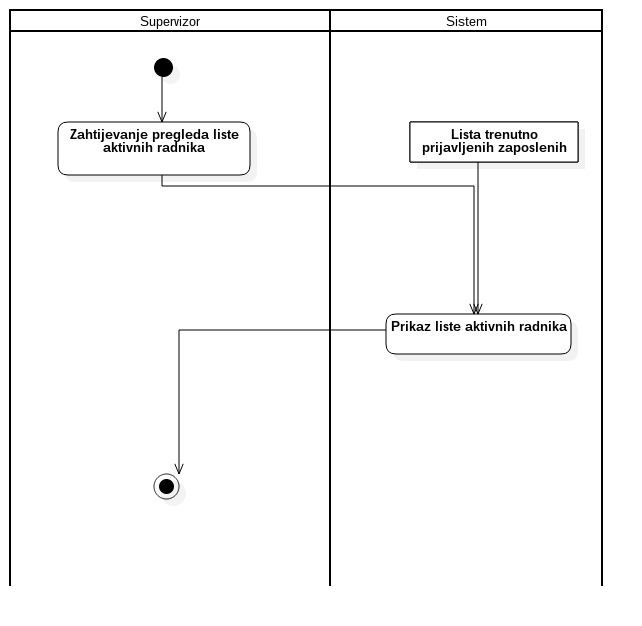 Supervizor
Sistem
Zahtijevanje pregleda liste
aktivnih radnika
Lista trenutno
prijavljenih zaposlenih
Prikaz liste aktivnih radnika